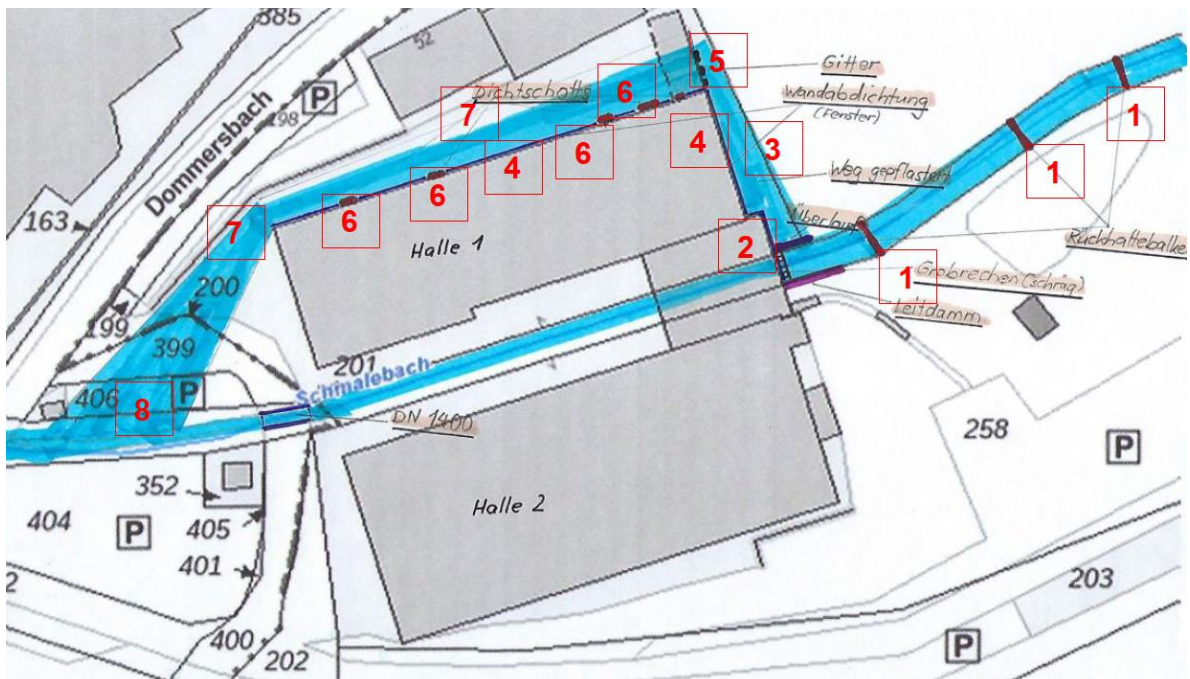 385
52
Gitter
1
5
P
Dichtschotts
6
7
198
Wandabdichtung
(Fenster)
1
Dommersbach
4
6
4
3
163
6
Weg gepflastert
6
7
Überlauf
2
Halle 1
Rückhaltebalken
1
Grobrechen (schräg)
200
Leitdamm
199
399
201
Schmalebach
406
8
P
DN 1400
258
P
352
Halle 2
404
P
405
401
203
2
400
202
P